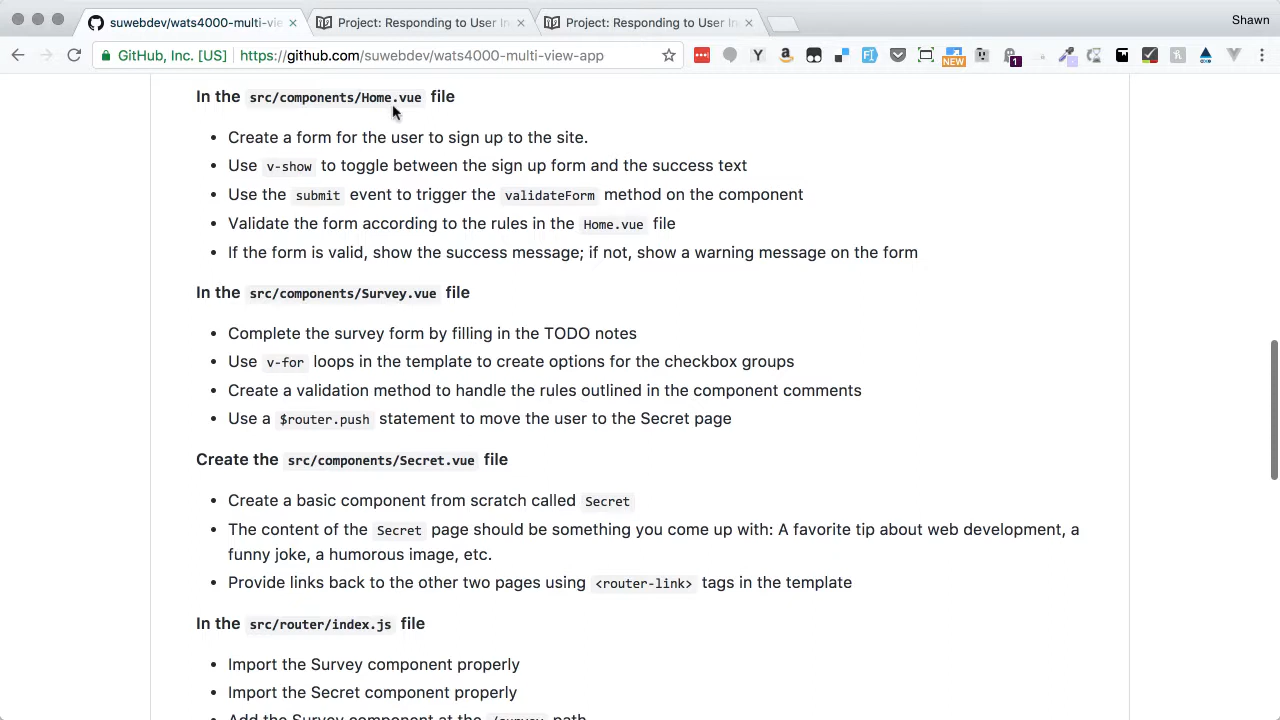 suwebdev/wats4000-multi-vie
Project: Responding to User In
Project: Responding to User In
Shawn
GitHub, Inc. [US]
https://github.com/suwebdev/wats4000-multi-view-app
NEW
1
In the src/components/Home.vue file
Create a form for the user to sign up to the site.
Use v-show to toggle between the sign up form and the success text
Use the submit event to trigger the validateForm method on the component
Validate the form according to the rules in the Home.vue file
If the form is valid, show the success message; if not, show a warning message on the form
In the src/components/Survey.vue file
Complete the survey form by filling in the TODO notes
Use v-for loops in the template to create options for the checkbox groups
Create a validation method to handle the rules outlined in the component comments
Use a $router.push statement to move the user to the Secret page
Create the src/components/Secret.vue file
Create a basic component from scratch called Secret
The content of the Secret page should be something you come up with: A favorite tip about web development, a
funny joke, a humorous image, etc.
Provide links back to the other two pages using <router-link> tags in the template
In the src/router/index.js file
Import the Survey component properly
Import the Secret component properly
Add the Survey component at the /survey path